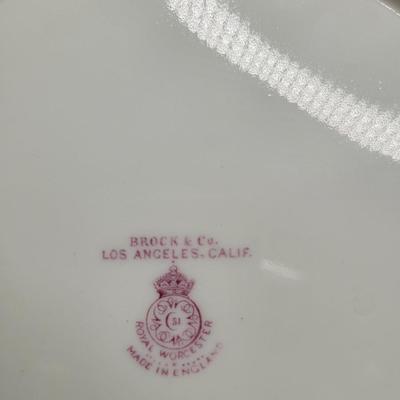 BROCK & Co.
LOS ANGELES, CALIF.
51
ROYAL WORCESTER
MADE IN ENGLAND